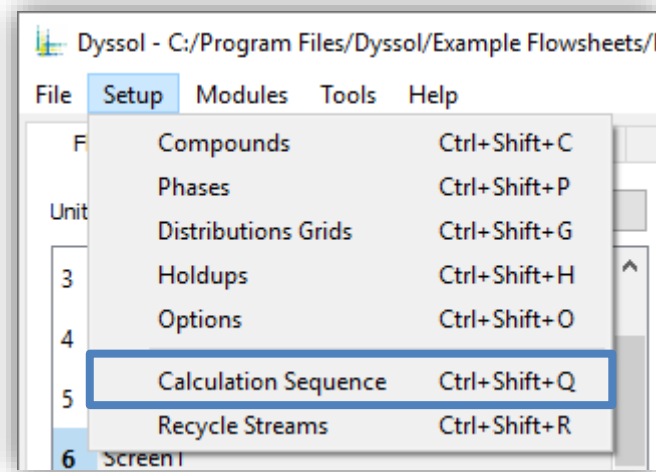 Dyssol - C:/Program Files/Dyssol/Example Flowsheets/
File Setup Modules Tools Help
Compounds Ctrl+Shift+C
Phases Ctrl+Shift+P
Unit
Distributions Grids Ctrl+Shift+G
3 Holdups Ctrl+Shift+H
Options Ctrl+Shift+O
4
Calculation Sequence Ctrl+Shift+Q
5
Recycle Streams Ctrl+Shift+R
6 Screen1